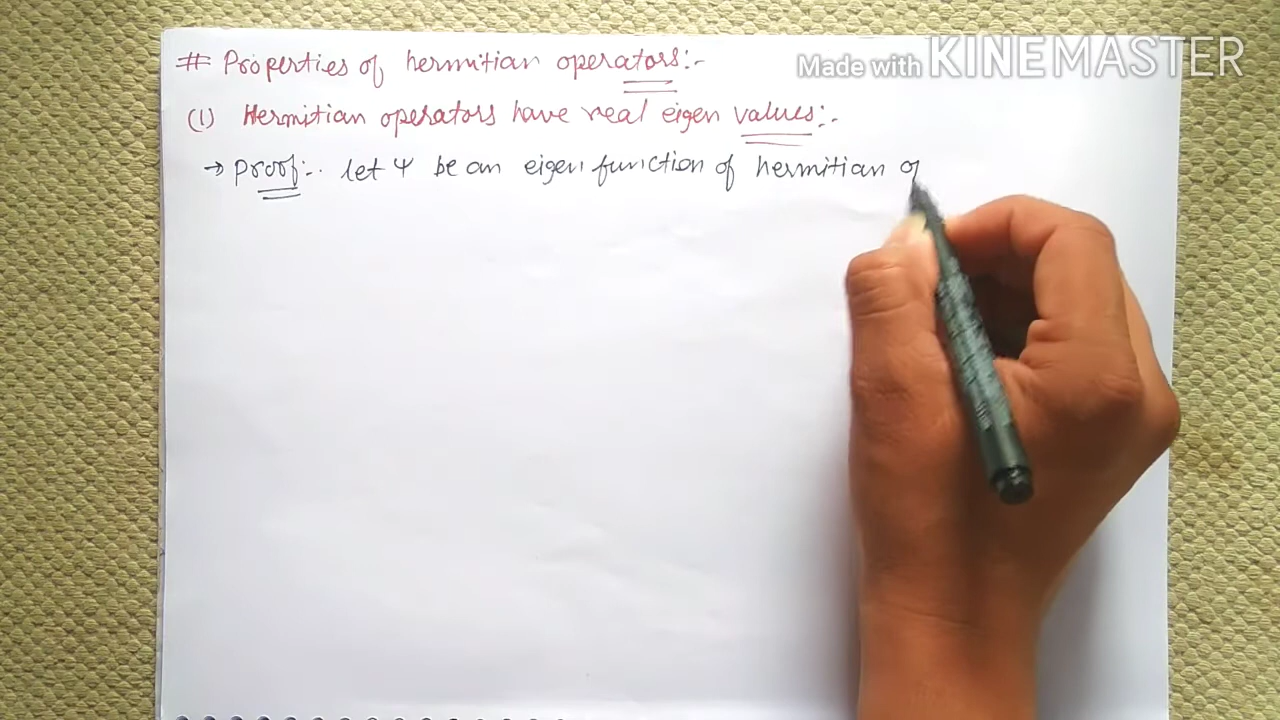 # Properties of hermitian operators:-
Made with KINEMASTER
(1) Hermitian operators have real eigen values:-
→ Proof:- let Ψ be an eigen function of hermitian op